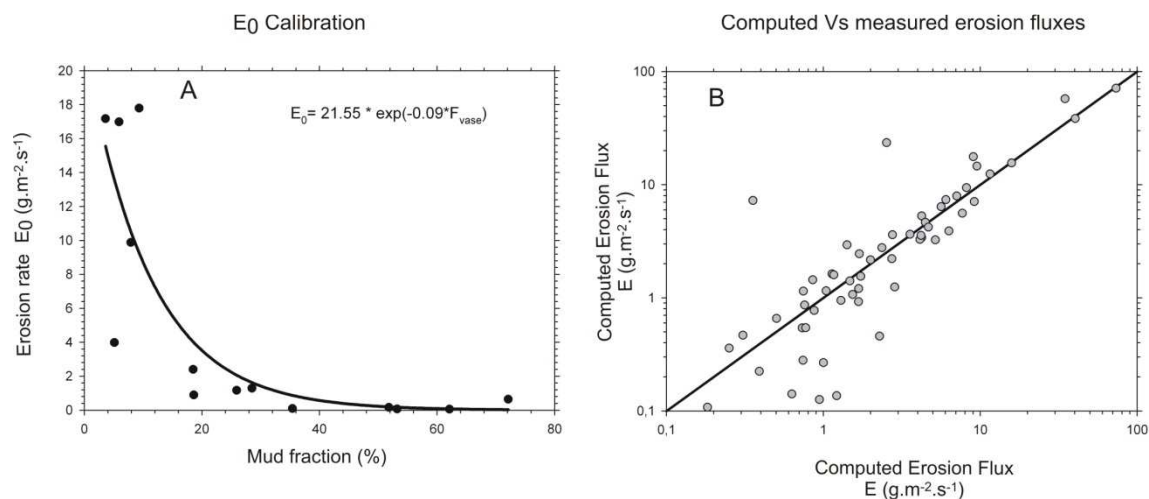 E0 Calibration
A
E0= 21.55 * exp(-0.09*Fvase)
Erosion rate E0 (g.m-2.s-1)
20
18
16
14
12
10
8
6
4
2
0
0 20 40 60 80
Mud fraction (%)
Computed Vs measured erosion fluxes
B
Computed Erosion Flux
E (g.m-2.s-1)
100
10
1
0,1
0,1 1 10 100
Computed Erosion Flux
E (g.m-2.s-1)